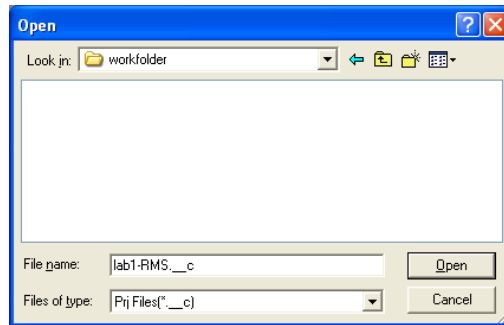 Open
Look in: workfolder
File name: lab1-RMS.__c Open
Files of type: Prj Files(*.__c) Cancel